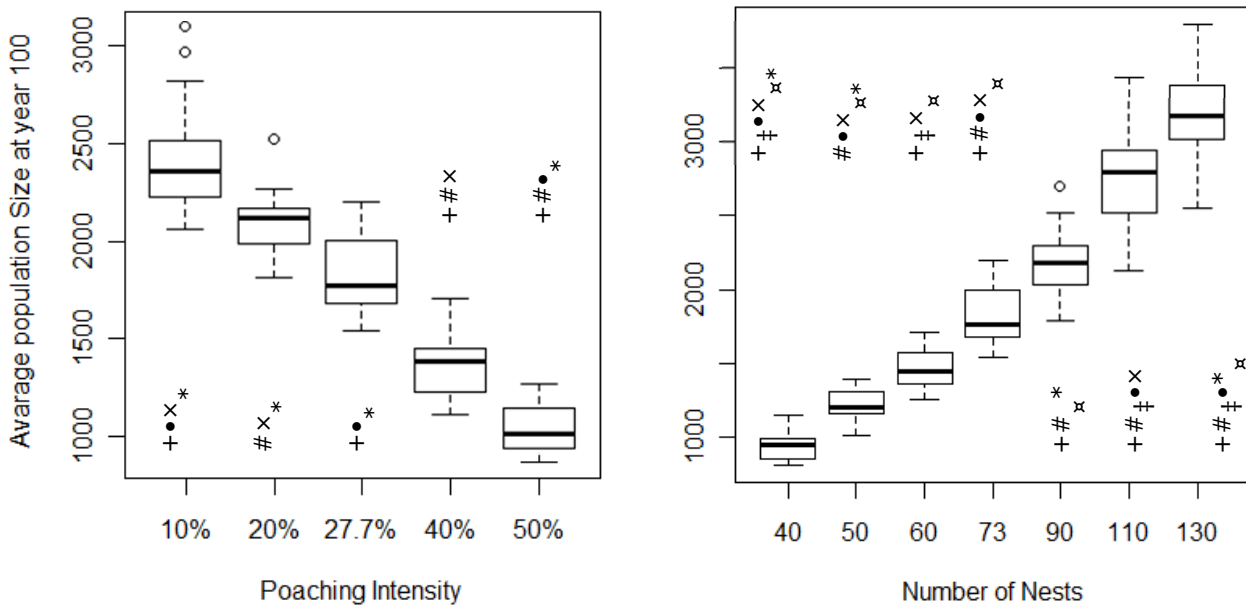 Avarage population Size at year 100
3000
2500
2000
1500
1000
10% 20% 27.7% 40% 50%
Poaching Intensity
3000
2000
1000
40 50 60 73 90 110 130
Number of Nests